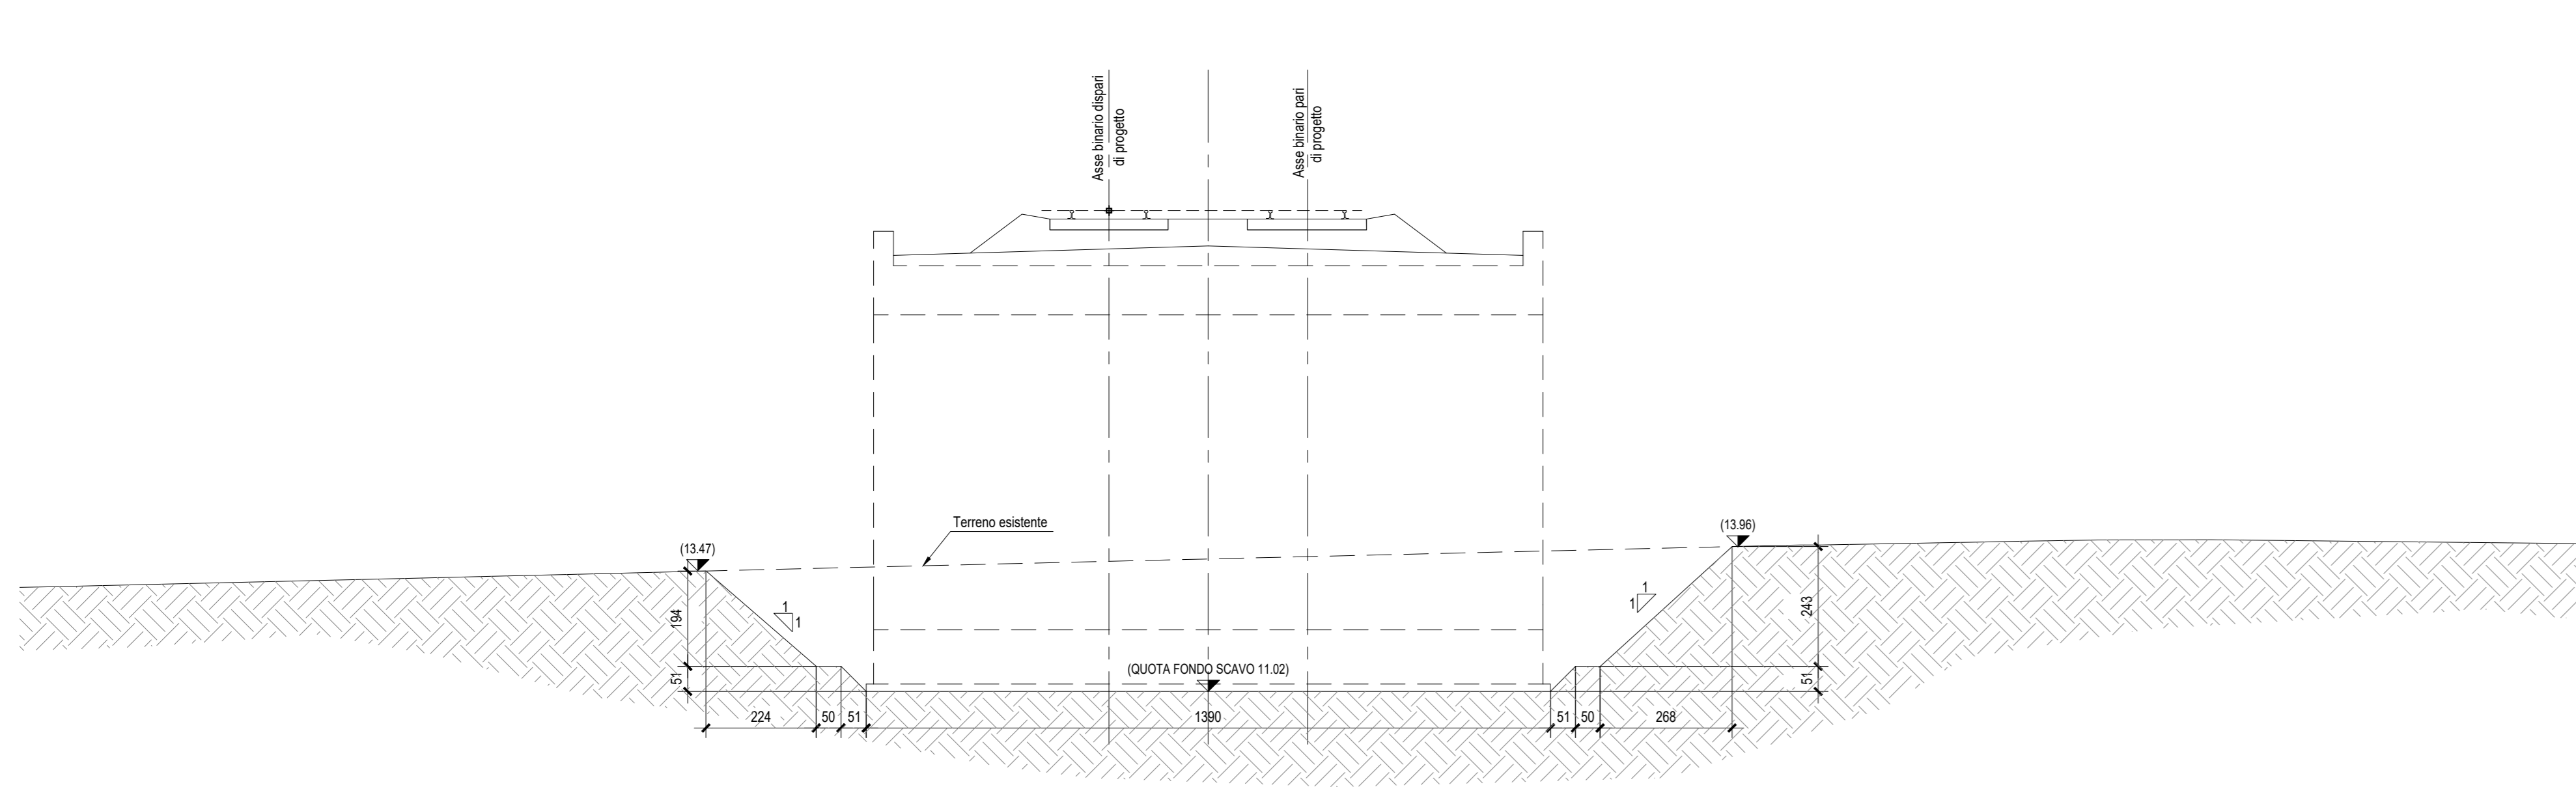 Asse binario dispari
di progetto
Asse binario pari
di progetto
Terreno esistente
(13.47)
(13.96)
1
1
1
1
194
51
243
51
(QUOTA FONDO SCAVO 11.02)
224
50
51
1390
51
50
268